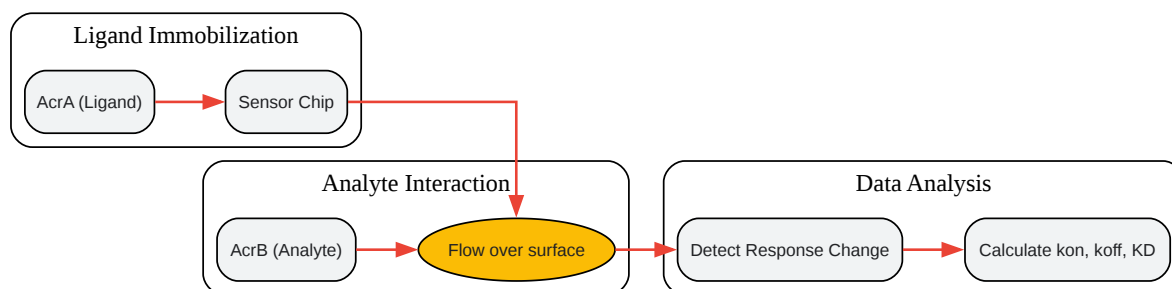 Ligand Immobilization
AcrA (Ligand)
Sensor Chip
Analyte Interaction
AcrB (Analyte)
Flow over surface
Data Analysis
Detect Response Change
Calculate kon, koff, KD